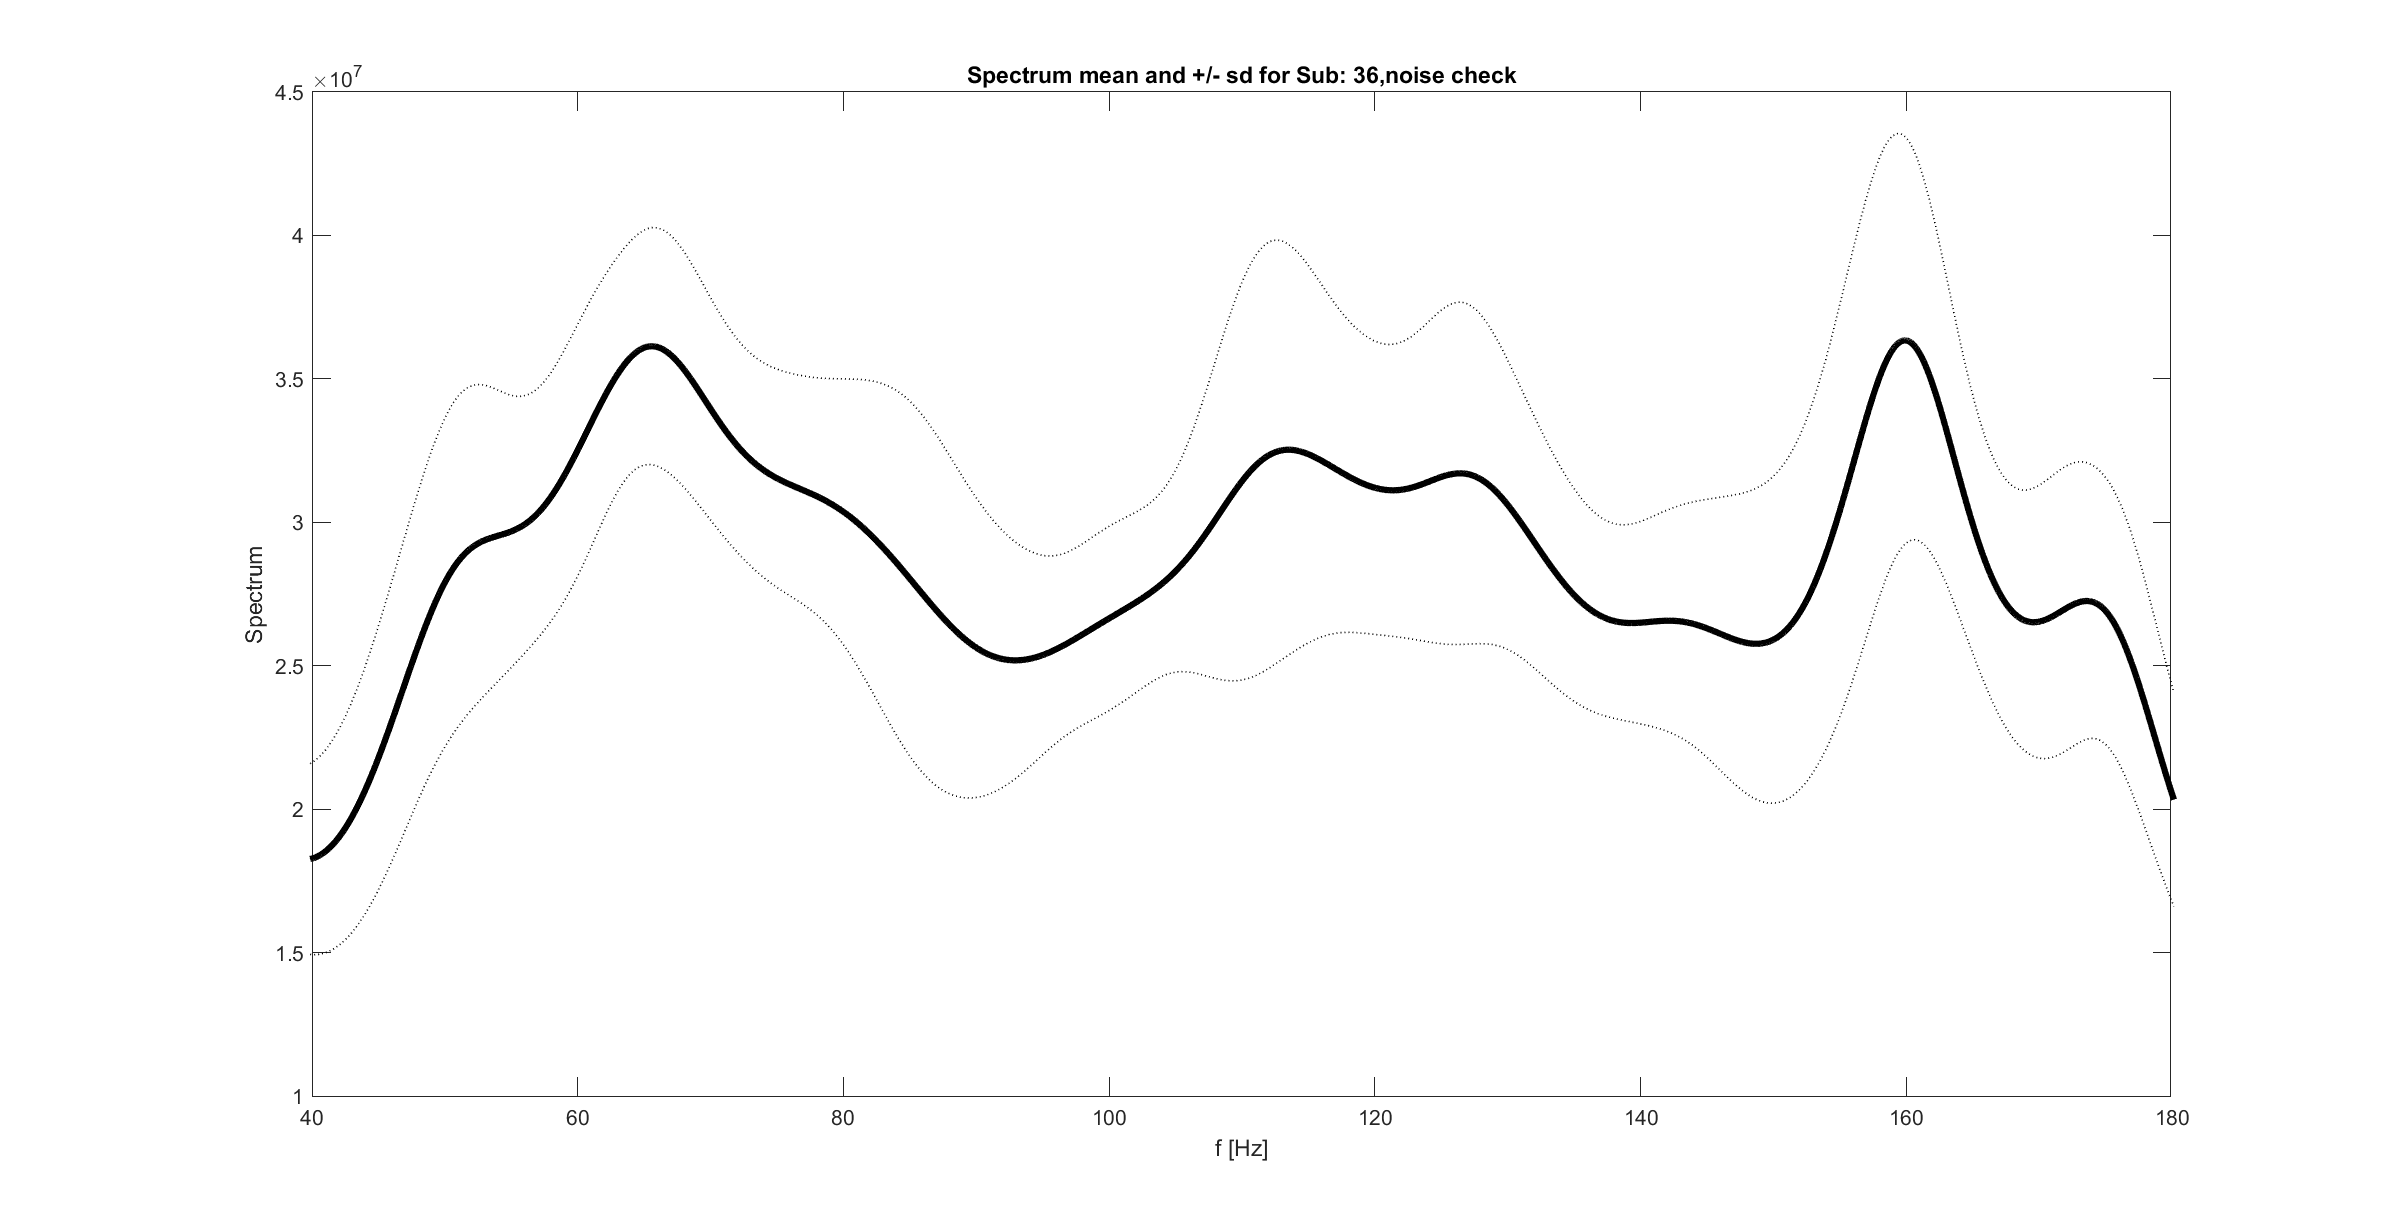 Spectrum mean and +/- sd for Sub: 36,noise check
×10^7
4.5
4
3.5
3
2.5
2
1.5
1
Spectrum
40 60 80 100 120 140 160 180
f [Hz]